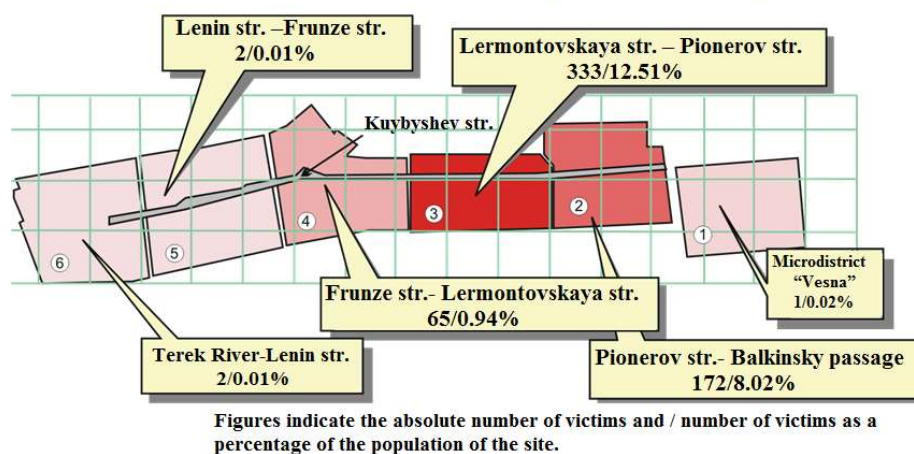 Lenin str. –Frunze str.
2/0.01%
Lermontovskaya str. – Pionerov str.
333/12.51%
Kuybyshev str.
6
5
4
3
2
1
Microdistrict
“Vesna”
1/0.02%
Frunze str.- Lermontovskaya str.
65/0.94%
Terek River-Lenin str.
2/0.01%
Pionerov str.- Balkinsky passage
172/8.02%
Figures indicate the absolute number of victims and / number of victims as a
percentage of the population of the site.